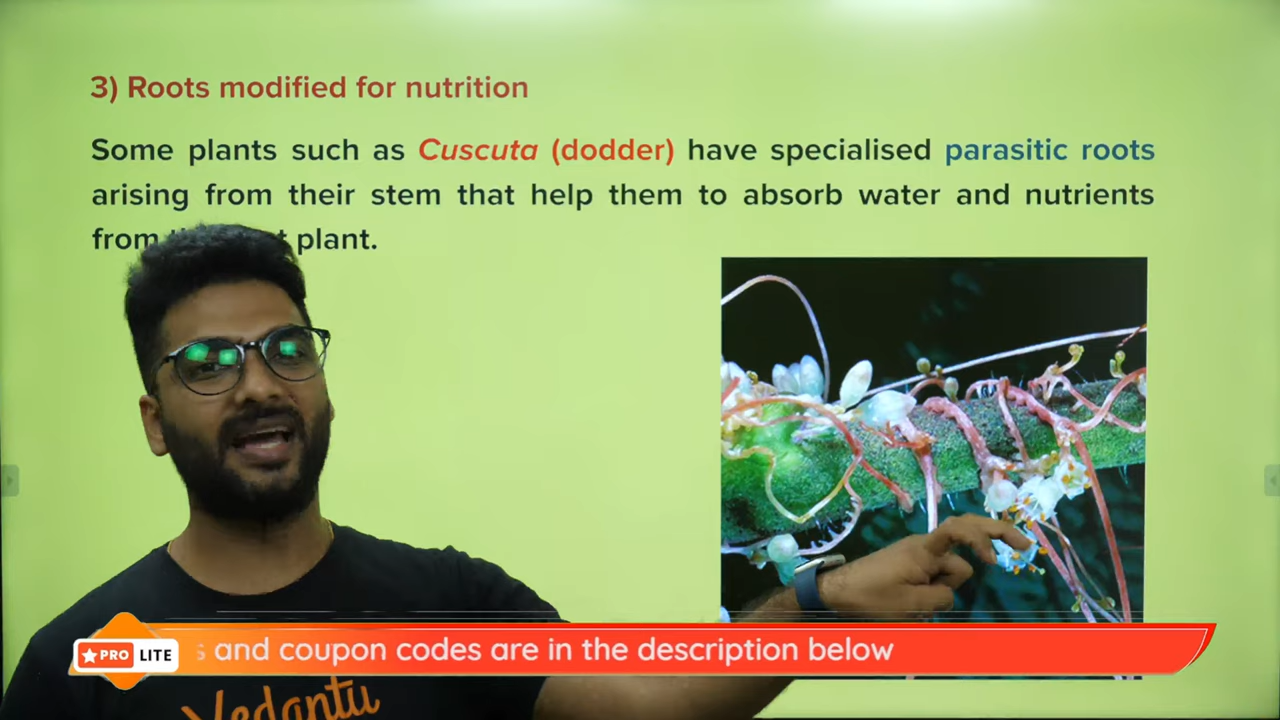 3) Roots modified for nutrition
Some plants such as Cuscuta (dodder) have specialised parasitic roots
arising from their stem that help them to absorb water and nutrients
from plant.
PRO LITE
and coupon codes are in the description below
Vedantu